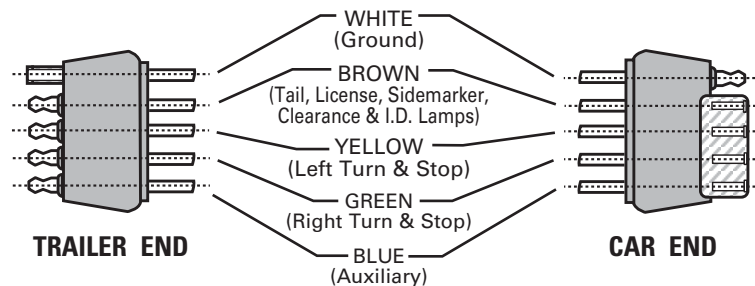 WHITE
(Ground)
BROWN
(Tail, License, Sidemarker,
Clearance & I.D. Lamps)
YELLOW
(Left Turn & Stop)
GREEN
(Right Turn & Stop)
BLUE
(Auxiliary)
TRAILER END
CAR END